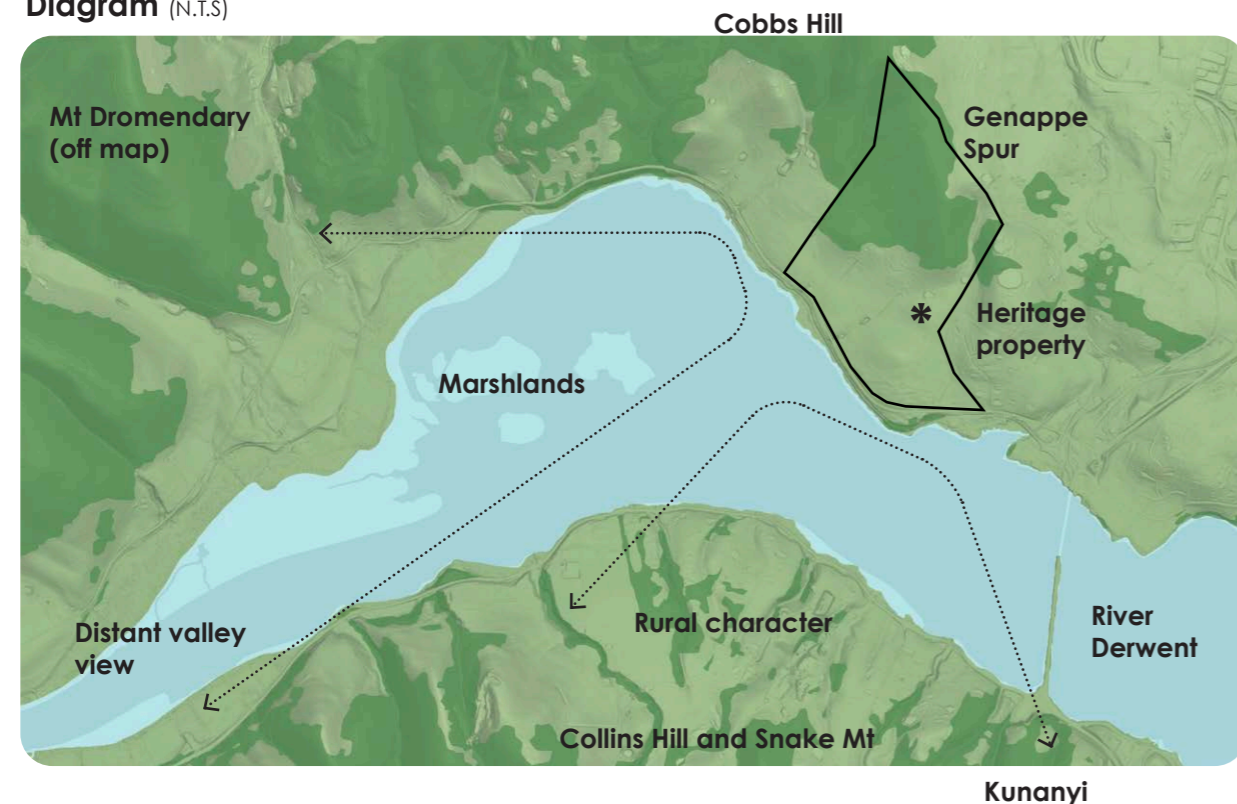 Diagram (N.T.S)
Cobbs Hill
Mt Dromendary
(off map)
Genappe
Spur
*
Heritage
property
Marshlands
Distant valley
view
Rural character
River
Derwent
Collins Hill and Snake Mt
Kunanyi